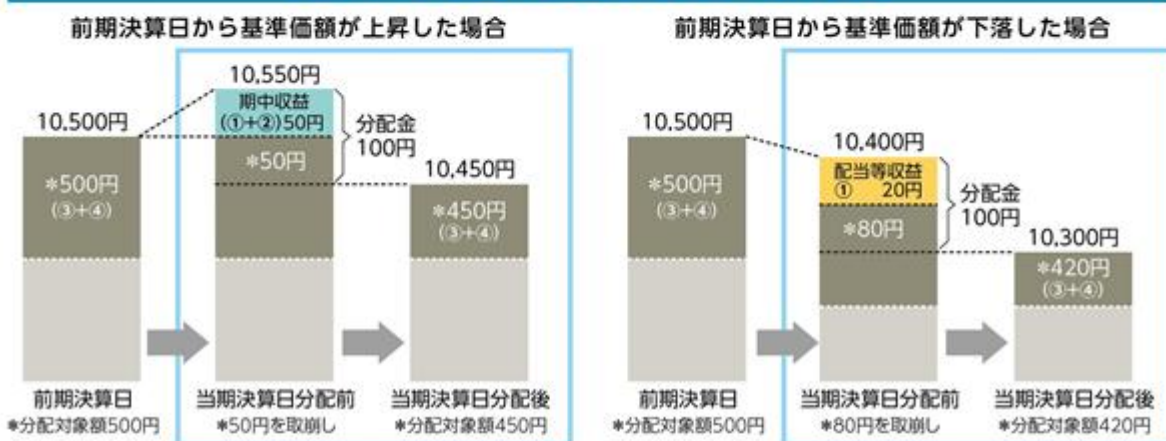 前期決算日から基準価額が上昇した場合
10,550円
期中収益
(①+②)50円
10,500円
分配金
100円
*50円
10,450円
*500円
(③+④)
*450円
(③+④)
前期決算日
*分配対象額500円
当期決算日分配前
*50円を取崩し
当期決算日分配後
*分配対象額450円
前期決算日から基準価額が下落した場合
10,500円
10,400円
配当等収益
① 20円
*500円
(③+④)
分配金
100円
*80円
10,300円
*420円
(③+④)
前期決算日
*分配対象額500円
当期決算日分配前
*80円を取崩し
当期決算日分配後
*分配対象額420円